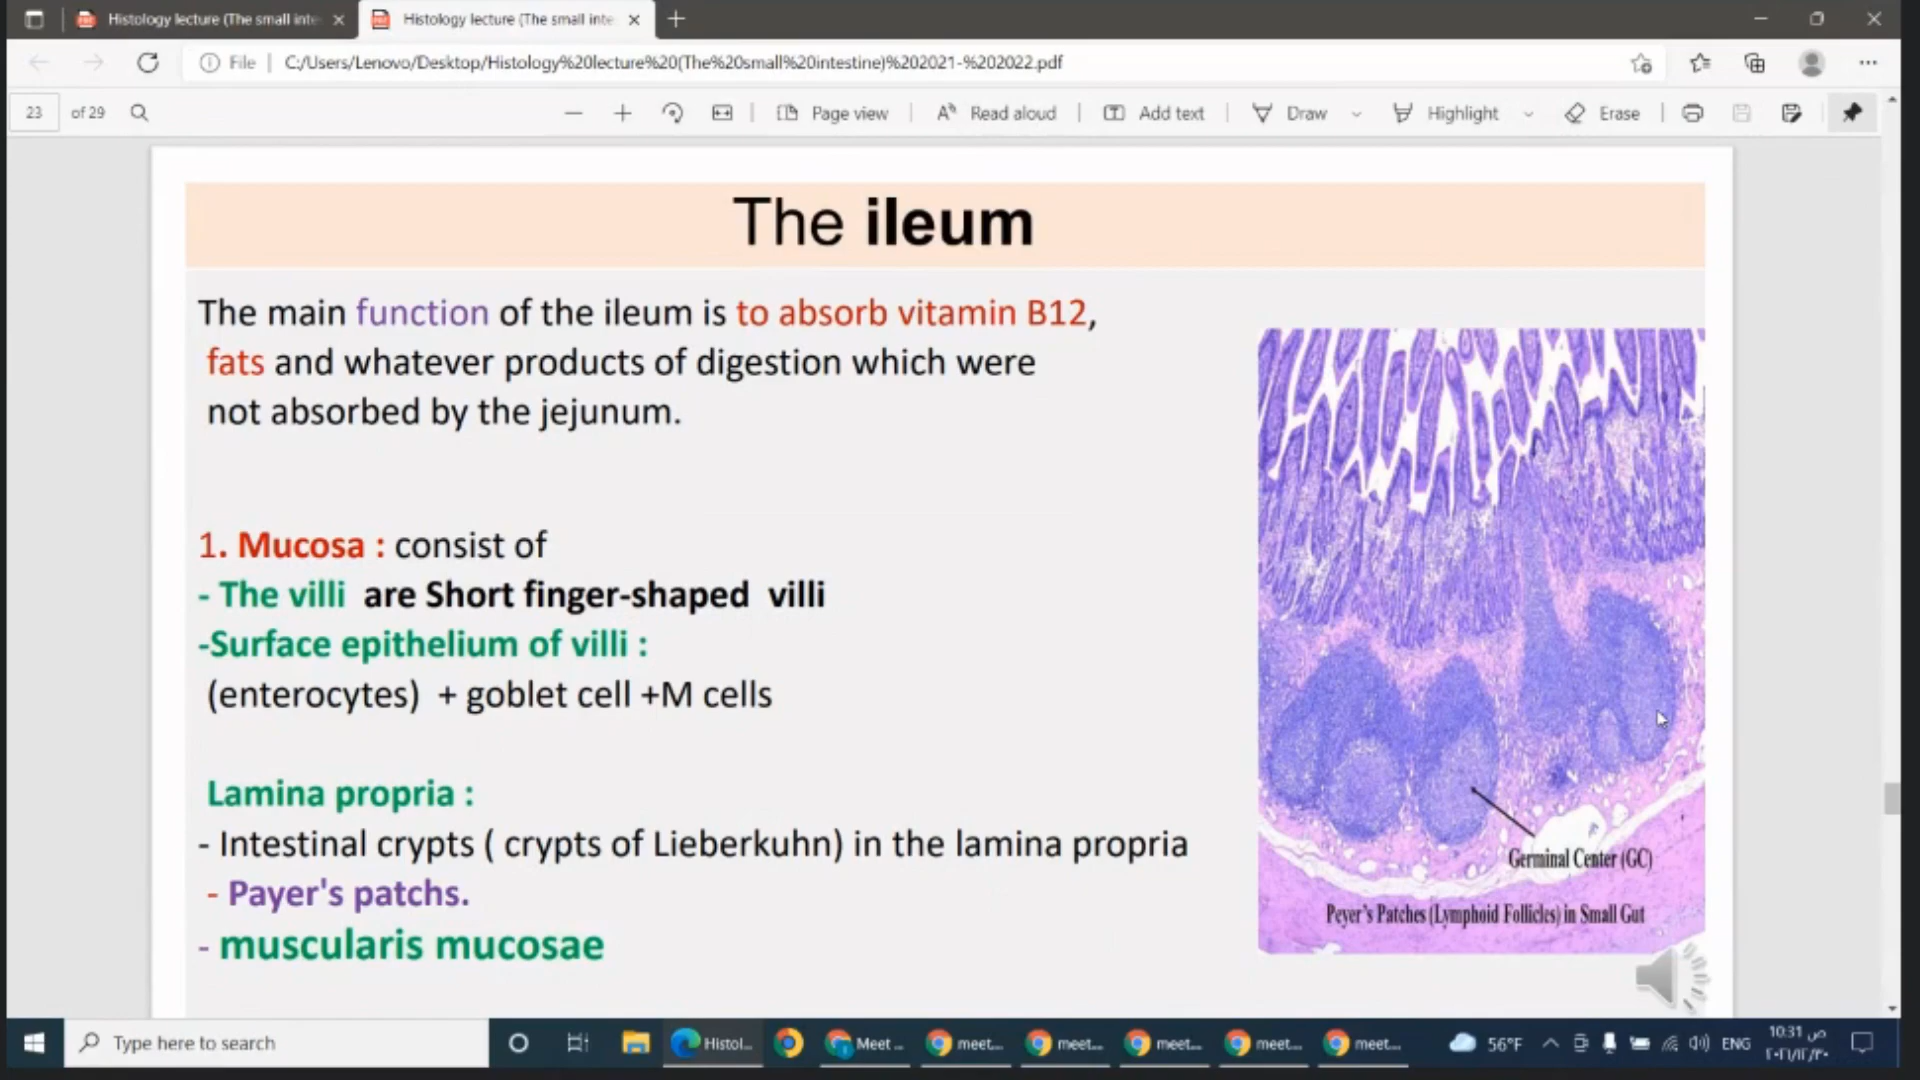 Histology lecture (The small inte
Histology lecture (The small inte
File
C:/Users/Lenovo/Desktop/Histology%20lecture%20(The%20small%20intestine)%202021-%202022.pdf
23 of 29
Page view
Read aloud
Add text
Draw
Highlight
Erase
The ileum
The main function of the ileum is to absorb vitamin B12,
fats and whatever products of digestion which were
not absorbed by the jejunum.
1. Mucosa : consist of
- The villi are Short finger-shaped villi
-Surface epithelium of villi :
(enterocytes) + goblet cell +M cells
Lamina propria :
- Intestinal crypts ( crypts of Lieberkuhn) in the lamina propria
- Payer's patchs.
- muscularis mucosae
Germinal Center (GC)
Peyer's Patches (Lymphoid Follicles) in Small Gut
Type here to search
Histol...
Meet ...
meet...
meet...
meet...
meet...
meet...
56°F
ENG
10:31 ص